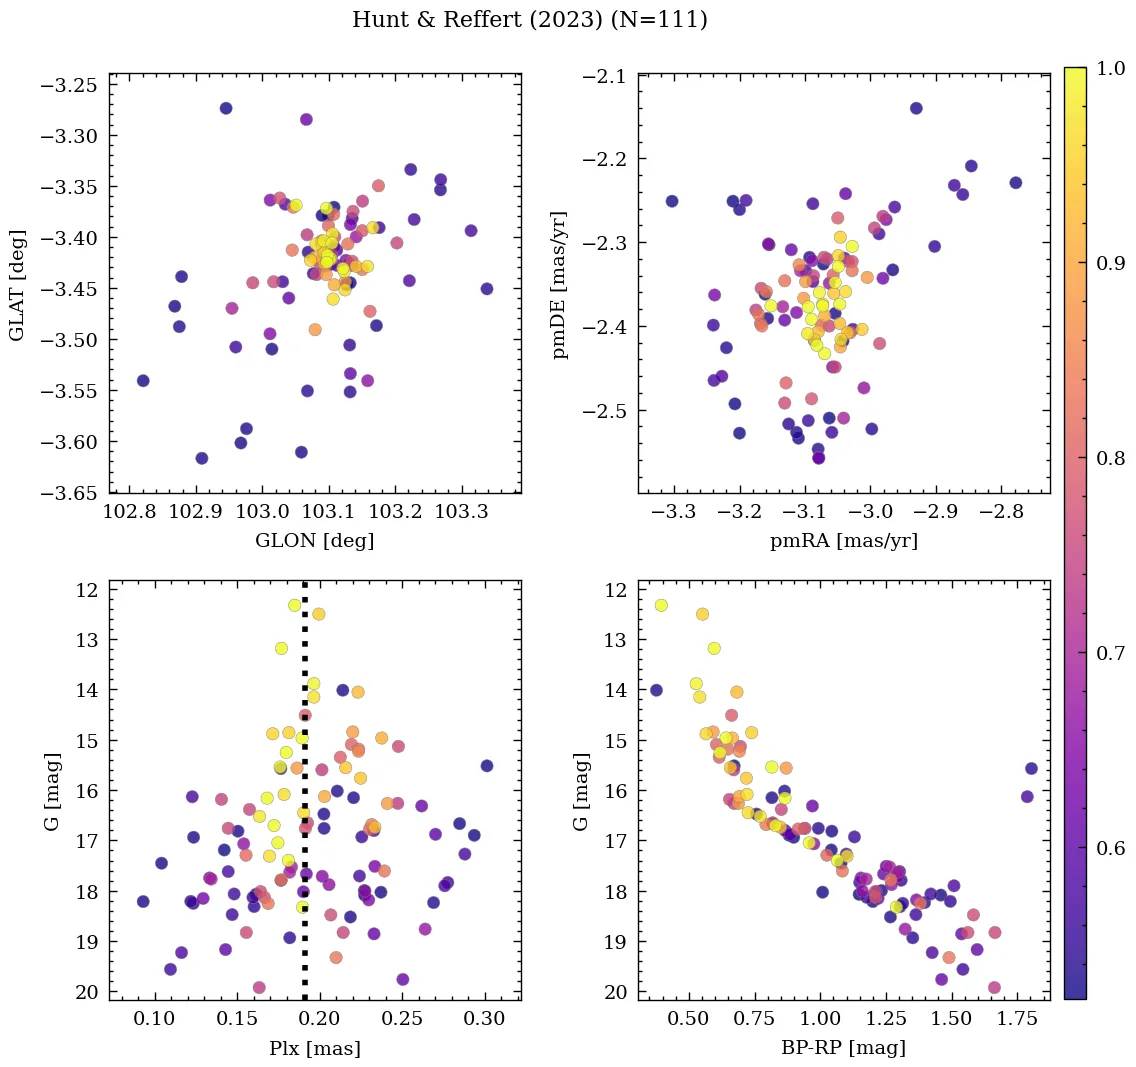 Hunt & Reffert (2023) (N=111)
−3.25
−3.30
−3.35
−3.40
−3.45
−3.50
−3.55
−3.60
−3.65
GLAT [deg]
102.8 102.9 103.0 103.1 103.2 103.3
GLON [deg]
−2.1
−2.2
−2.3
−2.4
−2.5
pmDE [mas/yr]
−3.3 −3.2 −3.1 −3.0 −2.9 −2.8
pmRA [mas/yr]
12
13
14
15
16
17
18
19
20
G [mag]
0.10 0.15 0.20 0.25 0.30
Plx [mas]
12
13
14
15
16
17
18
19
20
G [mag]
0.50 0.75 1.00 1.25 1.50 1.75
BP-RP [mag]
1.0
0.9
0.8
0.7
0.6